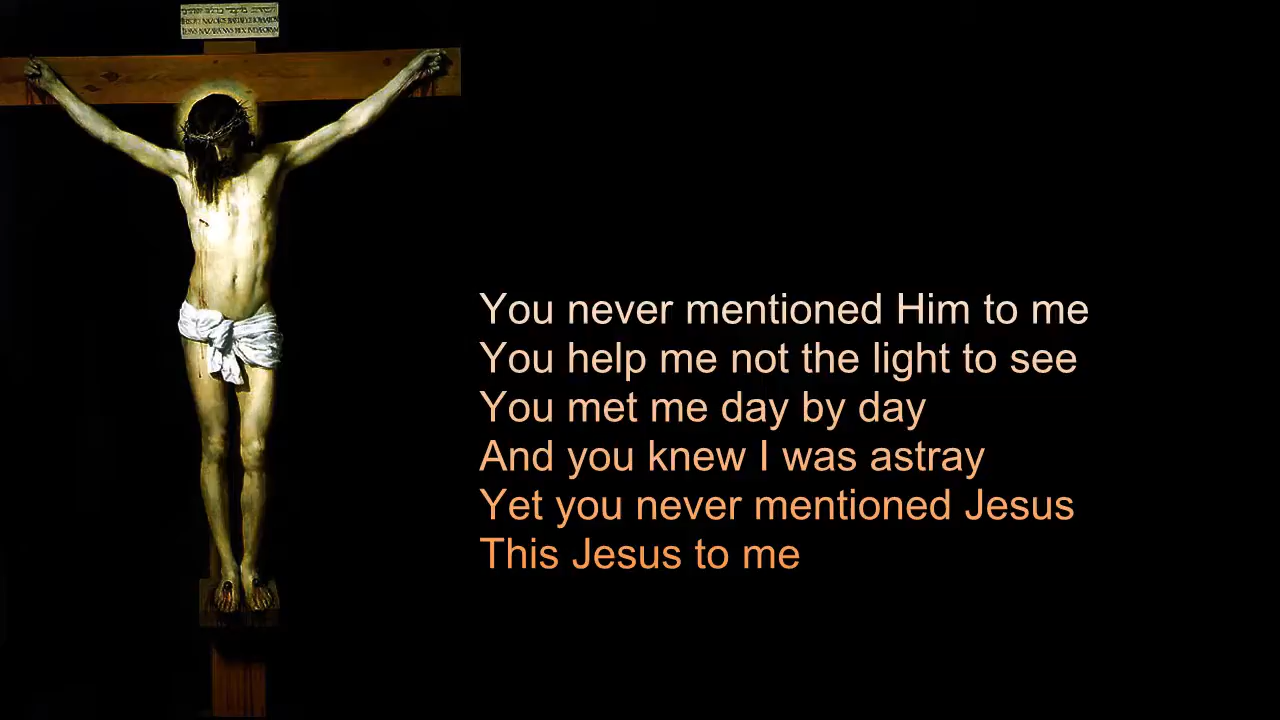 You never mentioned Him to me
You help me not the light to see
You met me day by day
And you knew I was astray
Yet you never mentioned Jesus
This Jesus to me